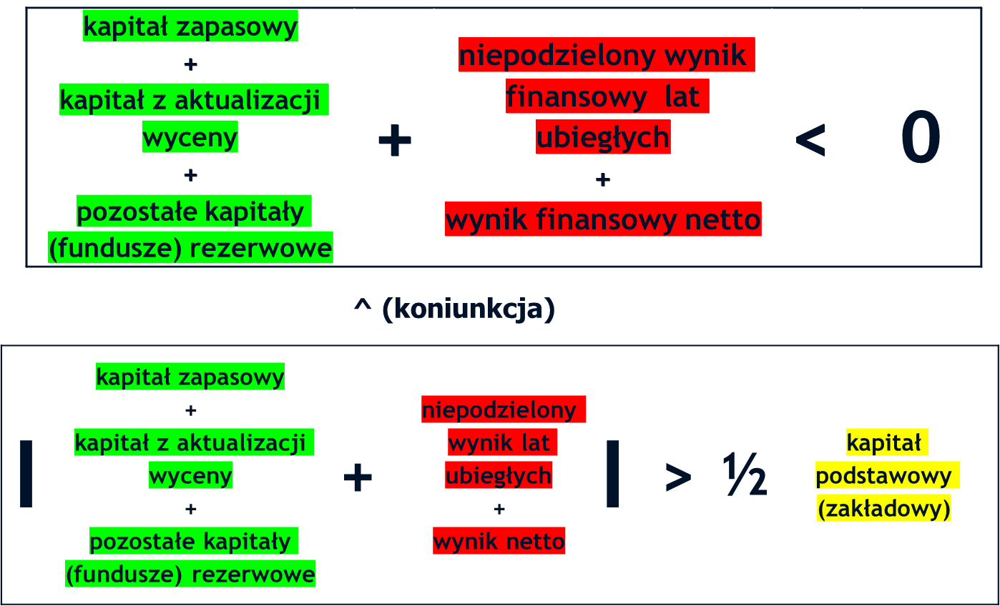 kapitał zapasowy
+
kapitał z aktualizacji
wyceny
+
pozostałe kapitały
(fundusze) rezerwowe
+
niepodzielony wynik
finansowy lat
ubiegłych
+
wynik finansowy netto
< 0
^ (koniunkcja)
|
kapitał zapasowy
+
kapitał z aktualizacji
wyceny
+
pozostałe kapitały
(fundusze) rezerwowe
+
niepodzielony
wynik lat
ubiegłych
+
wynik netto
|
> ½
kapitał
podstawowy
(zakładowy)